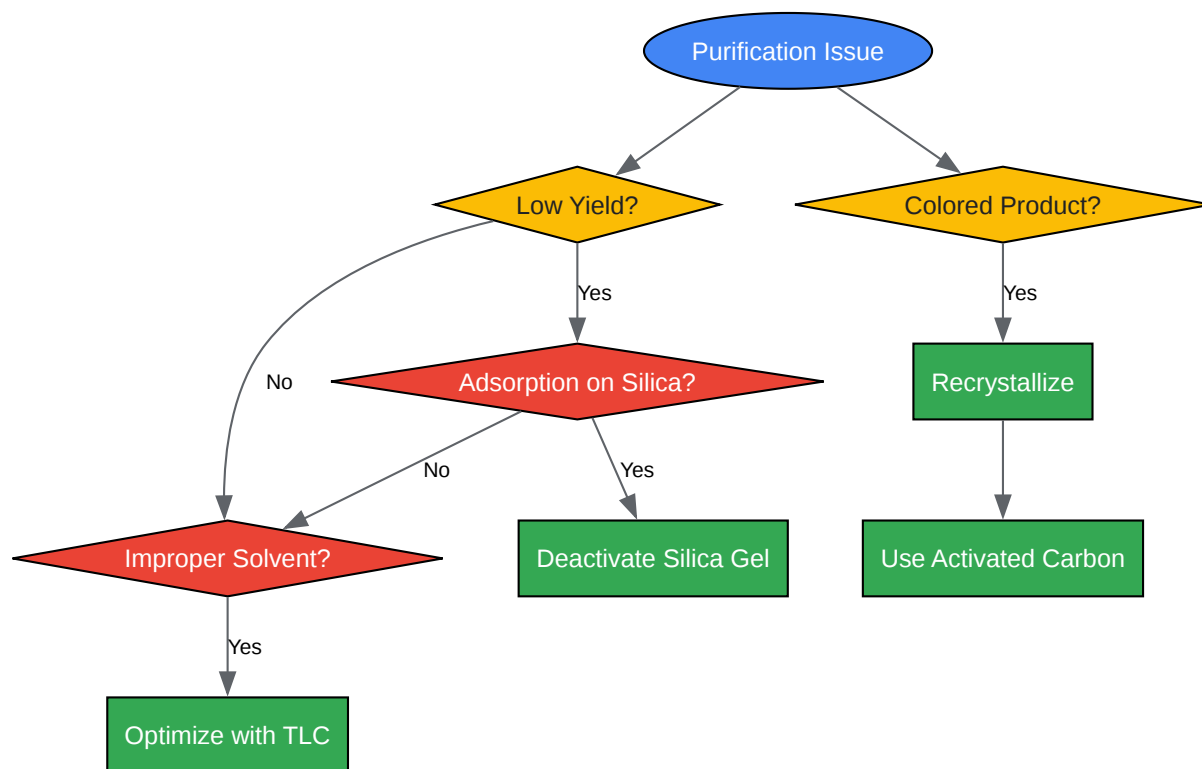 Purification Issue
Low Yield?
Colored Product?
Yes
Yes
No
Adsorption on Silica?
Recrystallize
No
Yes
Improper Solvent?
Deactivate Silica Gel
Use Activated Carbon
Yes
Optimize with TLC